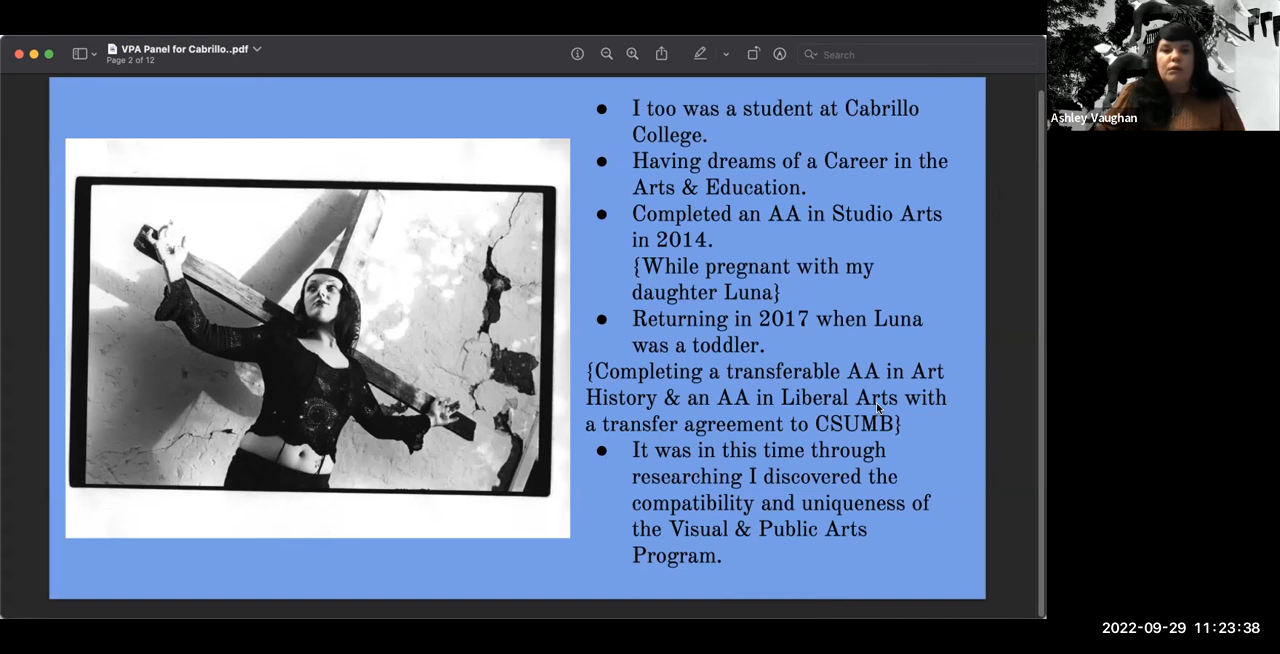 VPA Panel for Cabrillo..pdf
Page 2 of 12
Search
Ashley Vaughan
● I too was a student at Cabrillo
College.
● Having dreams of a Career in the
Arts & Education.
● Completed an AA in Studio Arts
in 2014.
{While pregnant with my
daughter Luna}
● Returning in 2017 when Luna
was a toddler.
{Completing a transferable AA in Art
History & an AA in Liberal Arts with
a transfer agreement to CSUMB}
● It was in this time through
researching I discovered the
compatibility and uniqueness of
the Visual & Public Arts
Program.
2022-09-29 11:23:38